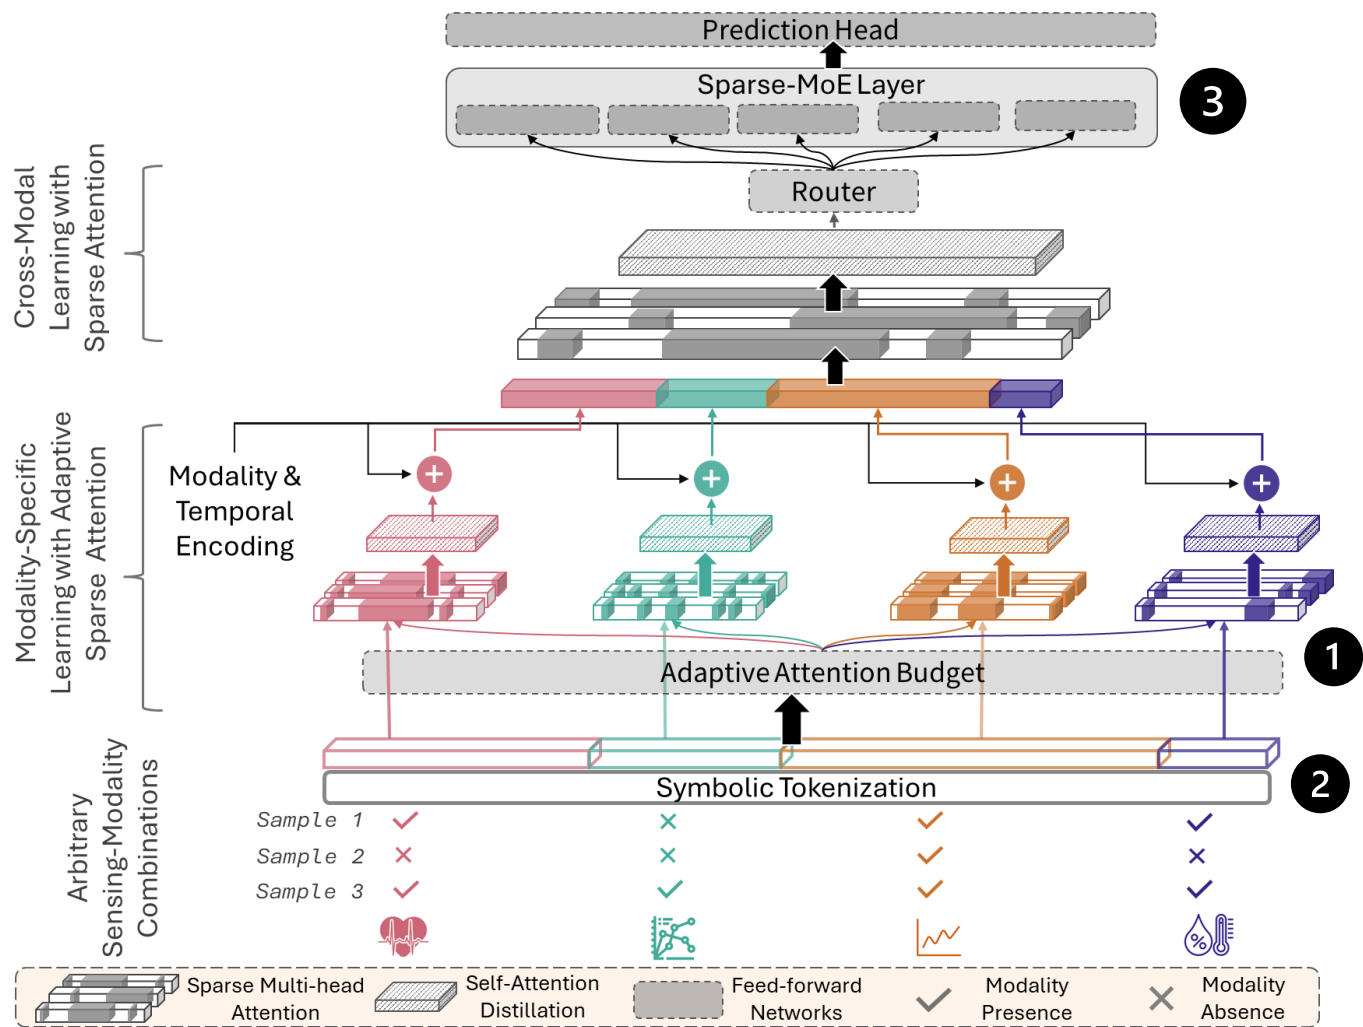 Prediction Head
Sparse-MoE Layer
3
Router
Cross-Modal
Learning with
Sparse Attention
Modality-Specific
Learning with Adaptive
Sparse Attention
Modality &
Temporal
Encoding
+
+
+
+
Adaptive Attention Budget
1
Symbolic Tokenization
2
Arbitrary
Sensing-Modality
Combinations
Sample 1
Sample 2
Sample 3
%
Sparse Multi-head
Attention
Self-Attention
Distillation
Feed-forward
Networks
Modality
Presence
Modality
Absence